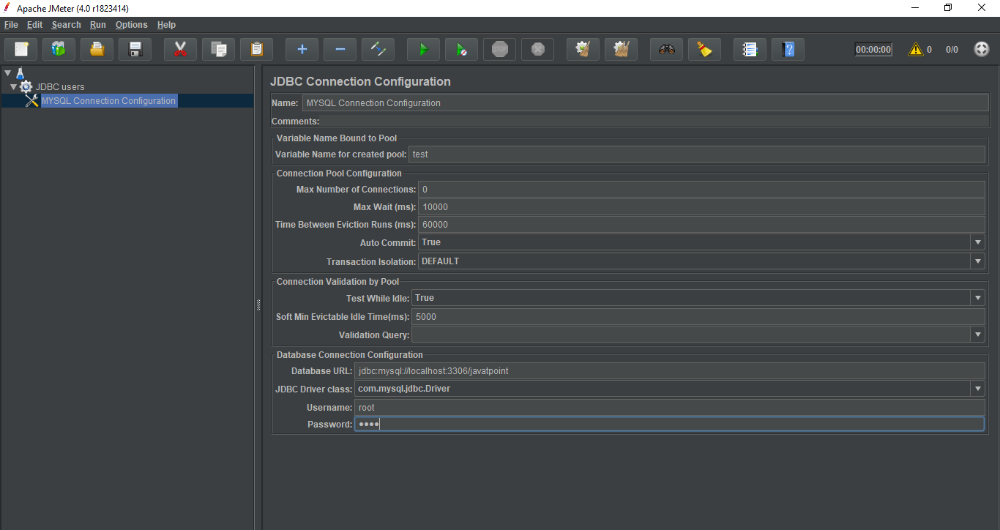 Apache JMeter (4.0 r1823414)
File Edit Search Run Options Help
STOP
00:00:00 0 0/0
?
JDBC users
MYSQL Connection Configuration
JDBC Connection Configuration
Name: MYSQL Connection Configuration
Comments:
Variable Name Bound to Pool
Variable Name for created pool: test
Connection Pool Configuration
Max Number of Connections: 0
Max Wait (ms): 10000
Time Between Eviction Runs (ms): 60000
Auto Commit: True
Transaction Isolation: DEFAULT
Connection Validation by Pool
Test While Idle: True
Soft Min Evictable Idle Time(ms): 5000
Validation Query:
Database Connection Configuration
Database URL: jdbc:mysql://localhost:3306/javatpoint
JDBC Driver class: com.mysql.jdbc.Driver
Username: root
Password: ••••